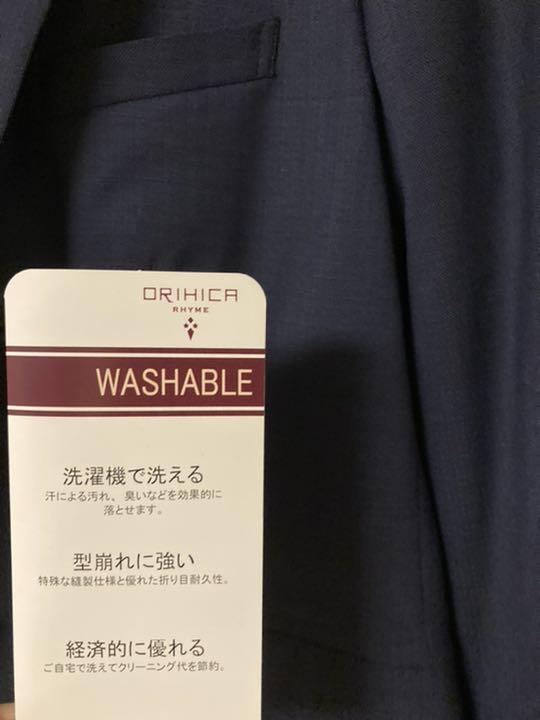 ORIHICA
RHYME
WASHABLE
洗濯機で洗える
汗による汚れ、臭いなどを効果的に
落とせます。
型崩れに強い
特殊な縫製仕様と優れた折り目耐久性。
経済的に優れる
ご自宅で洗えてクリーニング代を節約。